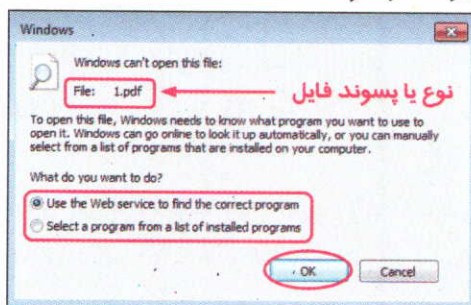 Windows
Windows can't open this file:
File: 1.pdf
نوع یا پسوند فایل
To open this file, Windows needs to know what program you want to use to
open it. Windows can go online to look it up automatically, or you can manually
select from a list of programs that are installed on your computer.
What do you want to do?
Use the Web service to find the correct program
Select a program from a list of installed programs
OK
Cancel